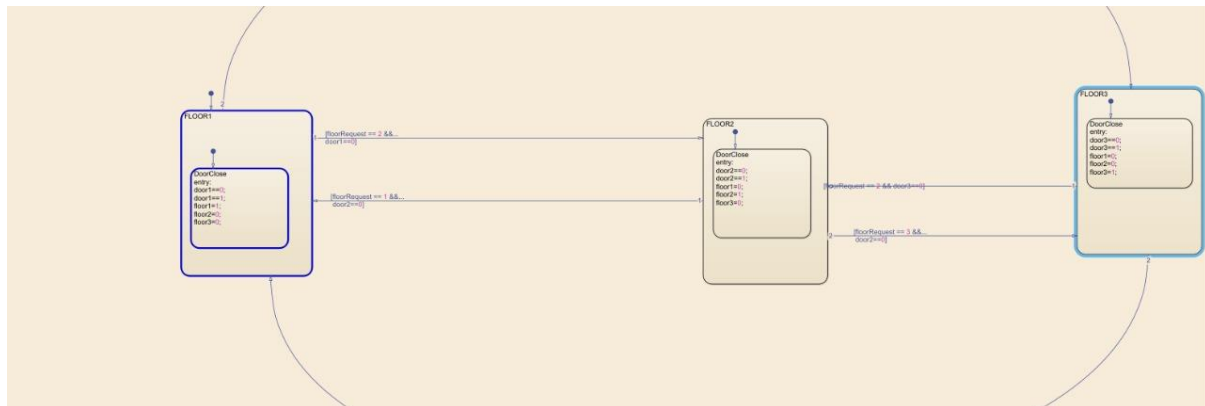 2
FLOOR1
DoorClose
entry:
door1==0;
door1==1;
floor1=1;
floor2=0;
floor3=0;
1
[floorRequest == 2 &&...
door1==0]
[floorRequest == 1 &&...
door2==0]
1
FLOOR2
DoorClose
entry:
door2==0;
door2==1;
floor1=0;
floor2=1;
floor3=0;
[floorRequest == 2 && door3==0]
1
2
[floorRequest == 3 &&...
door2==0]
FLOOR3
DoorClose
entry:
door3==0;
door3==1;
floor1=0;
floor2=0;
floor3=1;
2